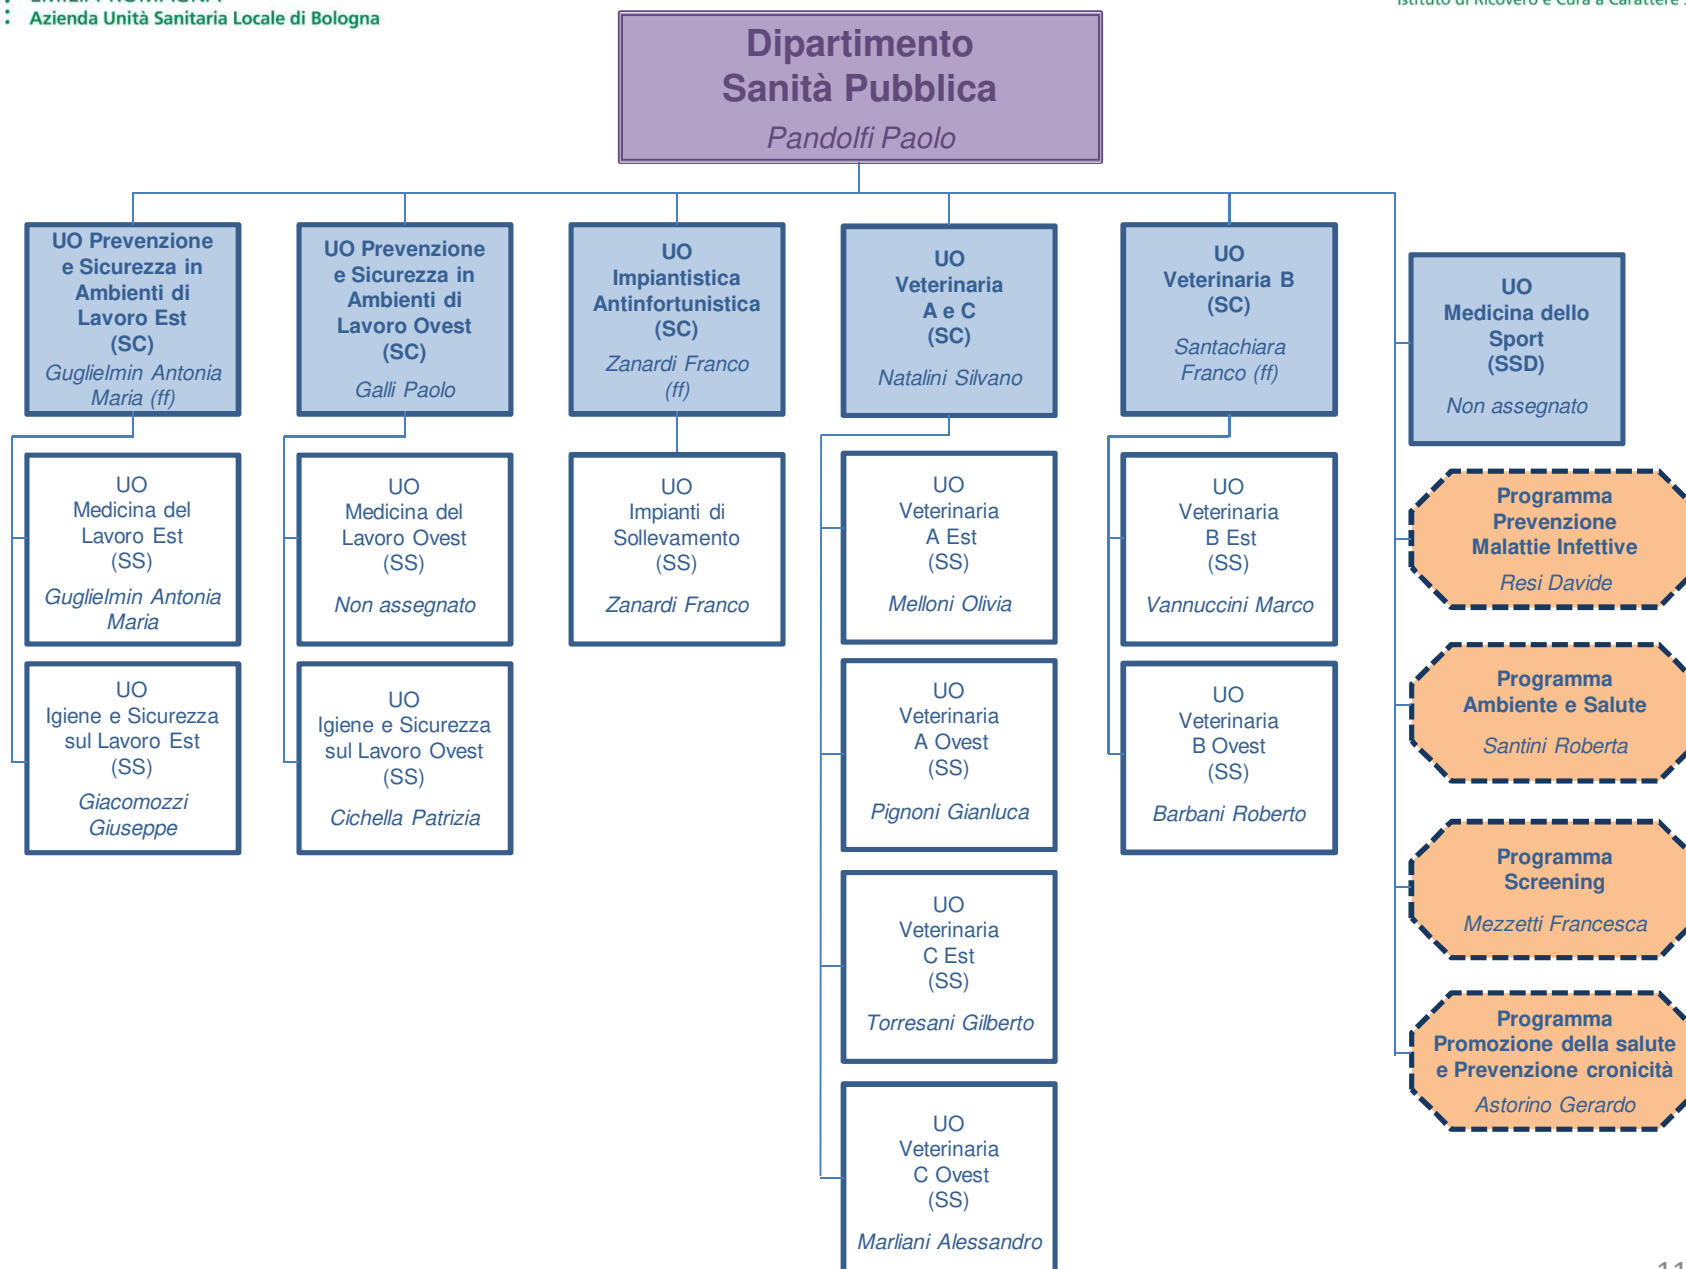 Azienda Unità Sanitaria Locale di Bologna
Dipartimento
Sanità Pubblica
Pandolfi Paolo
UO Prevenzione
e Sicurezza in
Ambienti di
Lavoro Est
(SC)
Guglielmin Antonia
Maria (ff)
UO Prevenzione
e Sicurezza in
Ambienti di
Lavoro Ovest
(SC)
Galli Paolo
UO
Impiantistica
Antinfortunistica
(SC)
Zanardi Franco
(ff)
UO
Veterinaria
A e C
(SC)
Natalini Silvano
UO
Veterinaria B
(SC)
Santachiara
Franco (ff)
UO
Medicina dello
Sport
(SSD)
Non assegnato
UO
Medicina del
Lavoro Est
(SS)
Guglielmin Antonia
Maria
UO
Medicina del
Lavoro Ovest
(SS)
Non assegnato
UO
Impianti di
Sollevamento
(SS)
Zanardi Franco
UO
Veterinaria
A Est
(SS)
Melloni Olivia
UO
Veterinaria
B Est
(SS)
Vannuccini Marco
Programma
Prevenzione
Malattie Infettive
Resi Davide
UO
Igiene e Sicurezza
sul Lavoro Est
(SS)
Giacomozzi
Giuseppe
UO
Igiene e Sicurezza
sul Lavoro Ovest
(SS)
Cichella Patrizia
UO
Veterinaria
A Ovest
(SS)
Pignoni Gianluca
UO
Veterinaria
B Ovest
(SS)
Barbani Roberto
Programma
Ambiente e Salute
Santini Roberta
Programma
Screening
Mezzetti Francesca
UO
Veterinaria
C Est
(SS)
Torresani Gilberto
Programma
Promozione della salute
e Prevenzione cronicità
Astorino Gerardo
UO
Veterinaria
C Ovest
(SS)
Marliani Alessandro